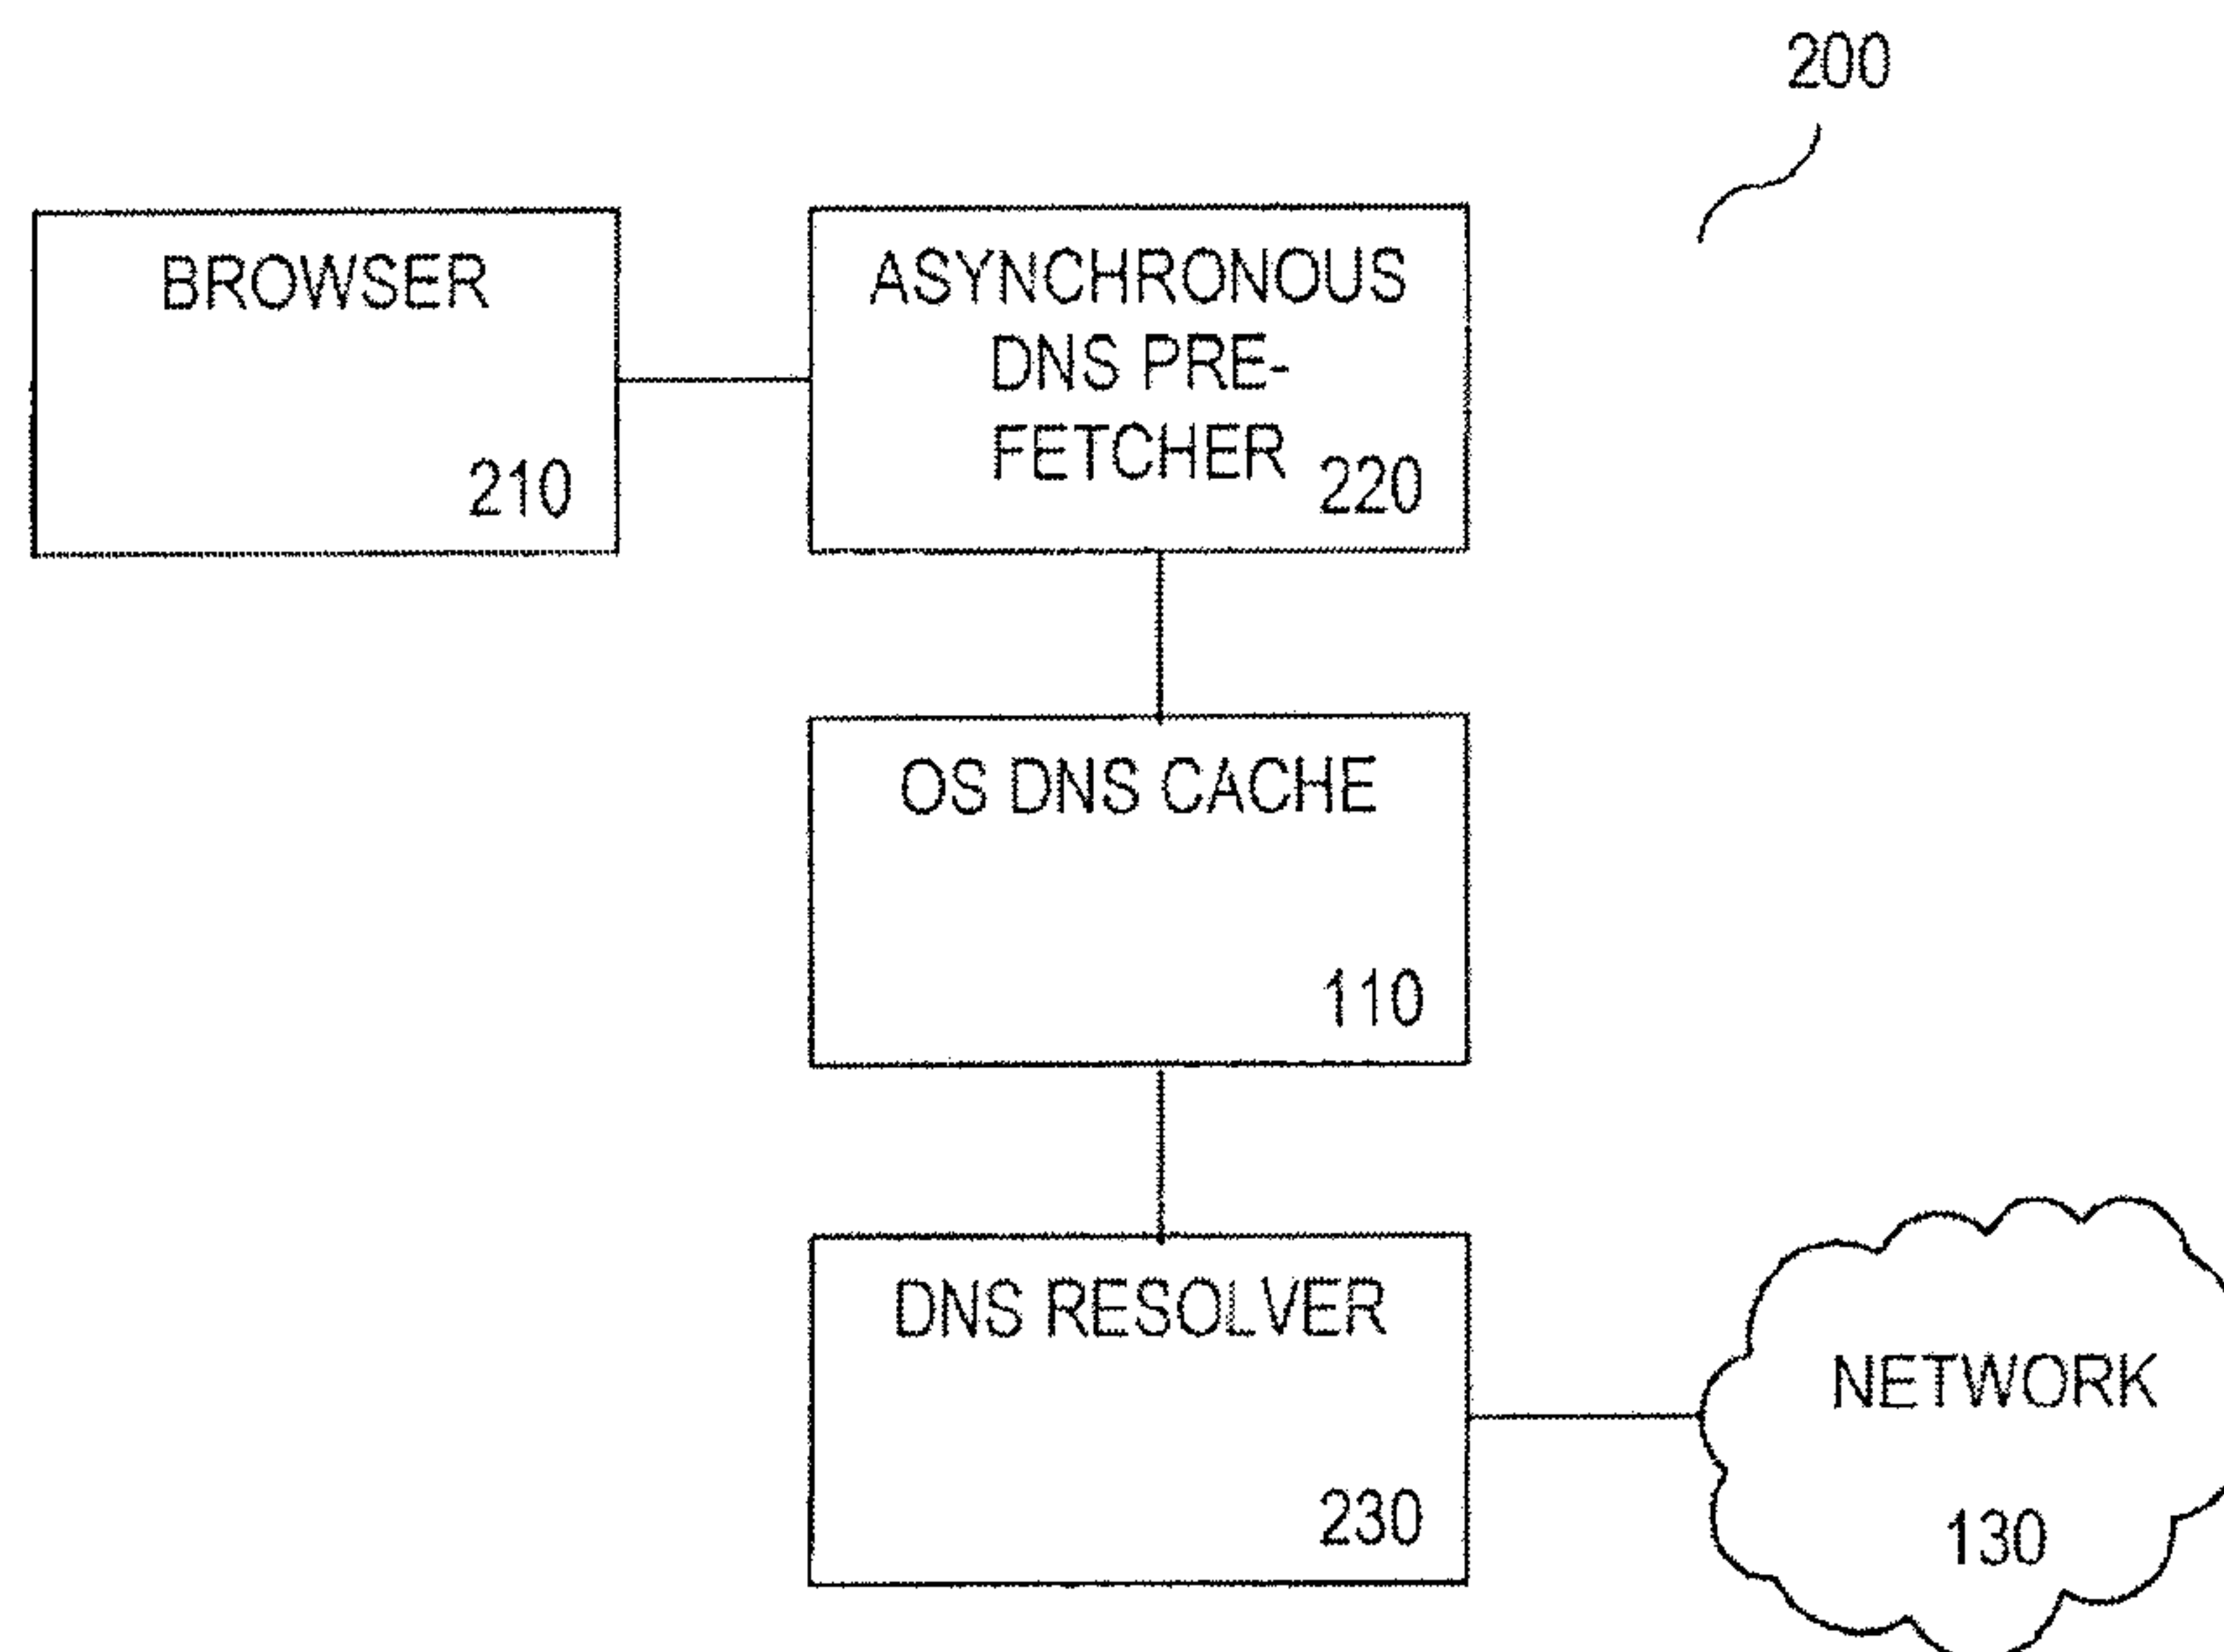 200
BROWSER
210
ASYNCHRONOUS
DNS PRE-
FETCHER
220
OS DNS CACHE
110
DNS RESOLVER
230
NETWORK
130